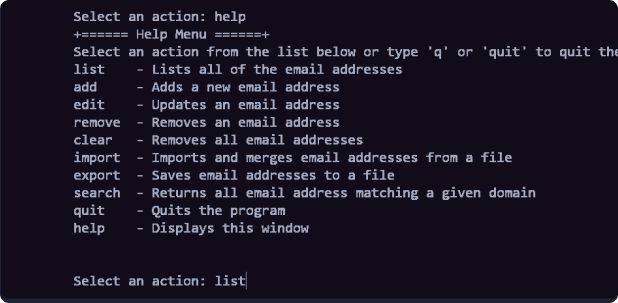 Select an action: help
+====== Help Menu ======+
Select an action from the list below or type 'q' or 'quit' to quit the
list    - Lists all of the email addresses
add     - Adds a new email address
edit    - Updates an email address
remove  - Removes an email address
clear   - Removes all email addresses
import  - Imports and merges email addresses from a file
export  - Saves email addresses to a file
search  - Returns all email address matching a given domain
quit    - Quits the program
help    - Displays this window
Select an action: list